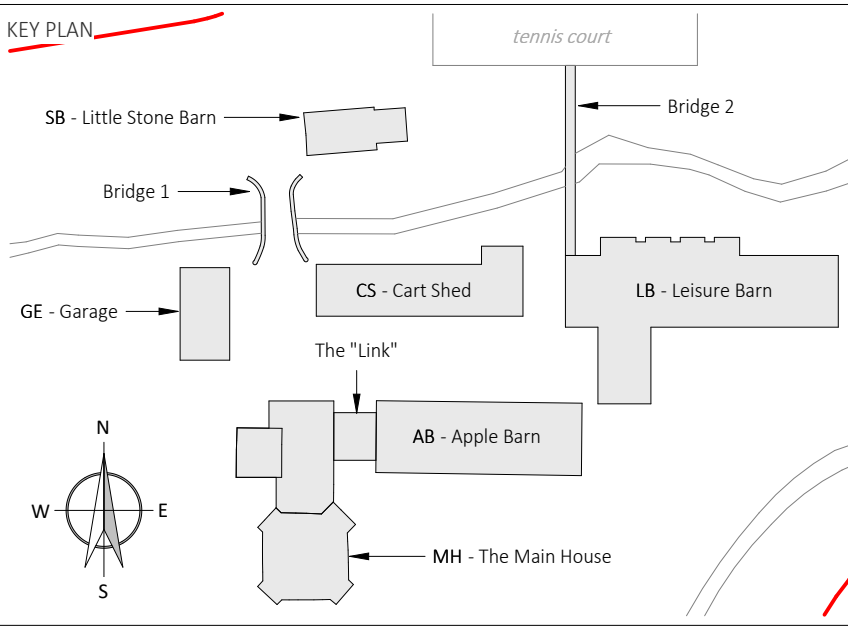 KEY PLAN
tennis court
SB - Little Stone Barn
Bridge 2
Bridge 1
CS - Cart Shed
LB - Leisure Barn
GE - Garage
The "Link"
AB - Apple Barn
N
W
E
S
MH - The Main House